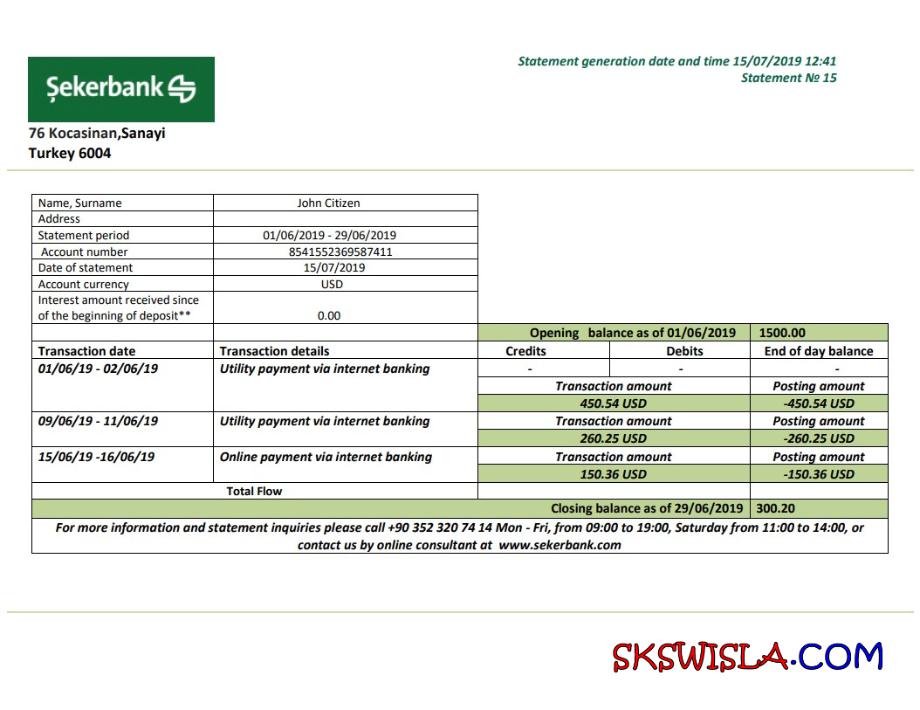 Statement generation date and time 15/07/2019 12:41
Statement № 15
Şekerbank
76 Kocasinan,Sanayi
Turkey 6004
Name, Surname John Citizen
Address
Statement period 01/06/2019 - 29/06/2019
Account number 8541552369587411
Date of statement 15/07/2019
Account currency USD
Interest amount received since
of the beginning of deposit** 0.00
Opening balance as of 01/06/2019 1500.00
Transaction date Transaction details Credits Debits End of day balance
01/06/19 - 02/06/19 Utility payment via internet banking - - -
Transaction amount Posting amount
450.54 USD -450.54 USD
09/06/19 - 11/06/19 Utility payment via internet banking Transaction amount Posting amount
260.25 USD -260.25 USD
15/06/19 -16/06/19 Online payment via internet banking Transaction amount Posting amount
150.36 USD -150.36 USD
Total Flow
Closing balance as of 29/06/2019 300.20
For more information and statement inquiries please call +90 352 320 74 14 Mon - Fri, from 09:00 to 19:00, Saturday from 11:00 to 14:00, or
contact us by online consultant at www.sekerbank.com
SKSWISLA.COM